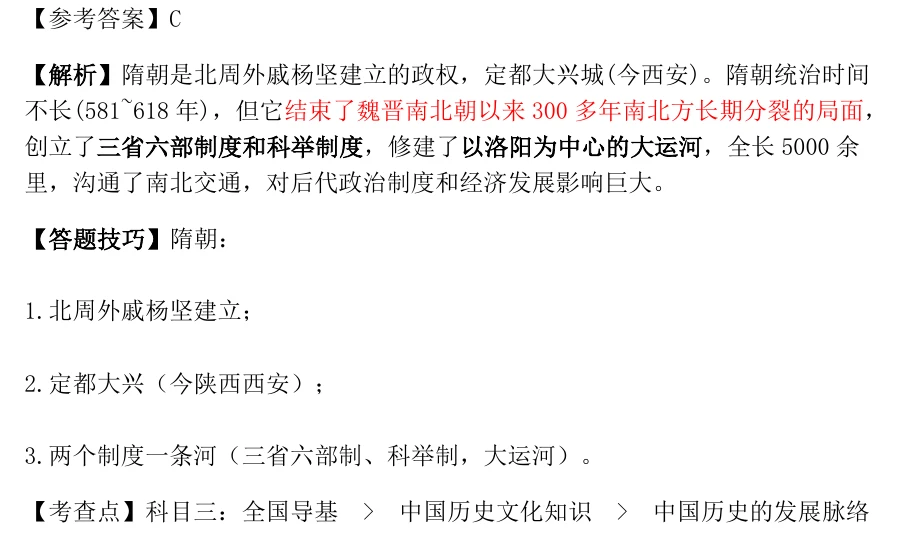 【参考答案】C
【解析】隋朝是北周外戚杨坚建立的政权，定都大兴城(今西安)。隋朝统治时间
不长(581~618 年)，但它结束了魏晋南北朝以来 300 多年南北方长期分裂的局面，
创立了三省六部制度和科举制度，修建了以洛阳为中心的大运河，全长 5000 余
里，沟通了南北交通，对后代政治制度和经济发展影响巨大。
【答题技巧】隋朝：
1.北周外戚杨坚建立；
2.定都大兴（今陕西西安）；
3.两个制度一条河（三省六部制、科举制，大运河）。
【考查点】科目三：全国导基 > 中国历史文化知识 > 中国历史的发展脉络